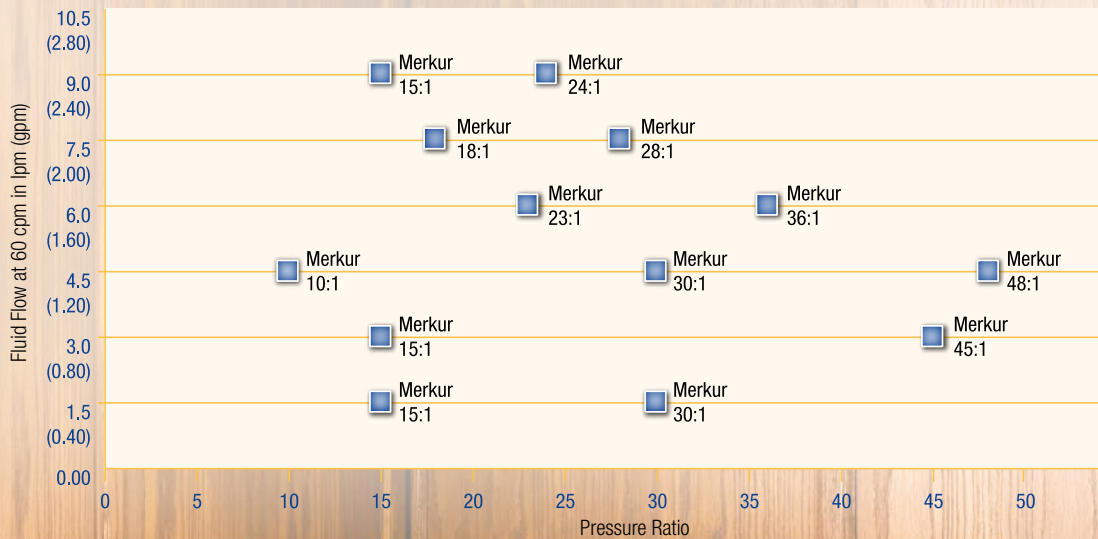 10.5
(2.80)
9.0
(2.40)
7.5
(2.00)
6.0
(1.60)
4.5
(1.20)
3.0
(0.80)
1.5
(0.40)
0.00
Fluid Flow at 60 cpm in lpm (gpm)
Merkur
15:1
Merkur
24:1
Merkur
18:1
Merkur
28:1
Merkur
23:1
Merkur
36:1
Merkur
10:1
Merkur
30:1
Merkur
48:1
Merkur
15:1
Merkur
45:1
Merkur
15:1
Merkur
30:1
0 5 10 15 20 25 30 35 40 45 50
Pressure Ratio